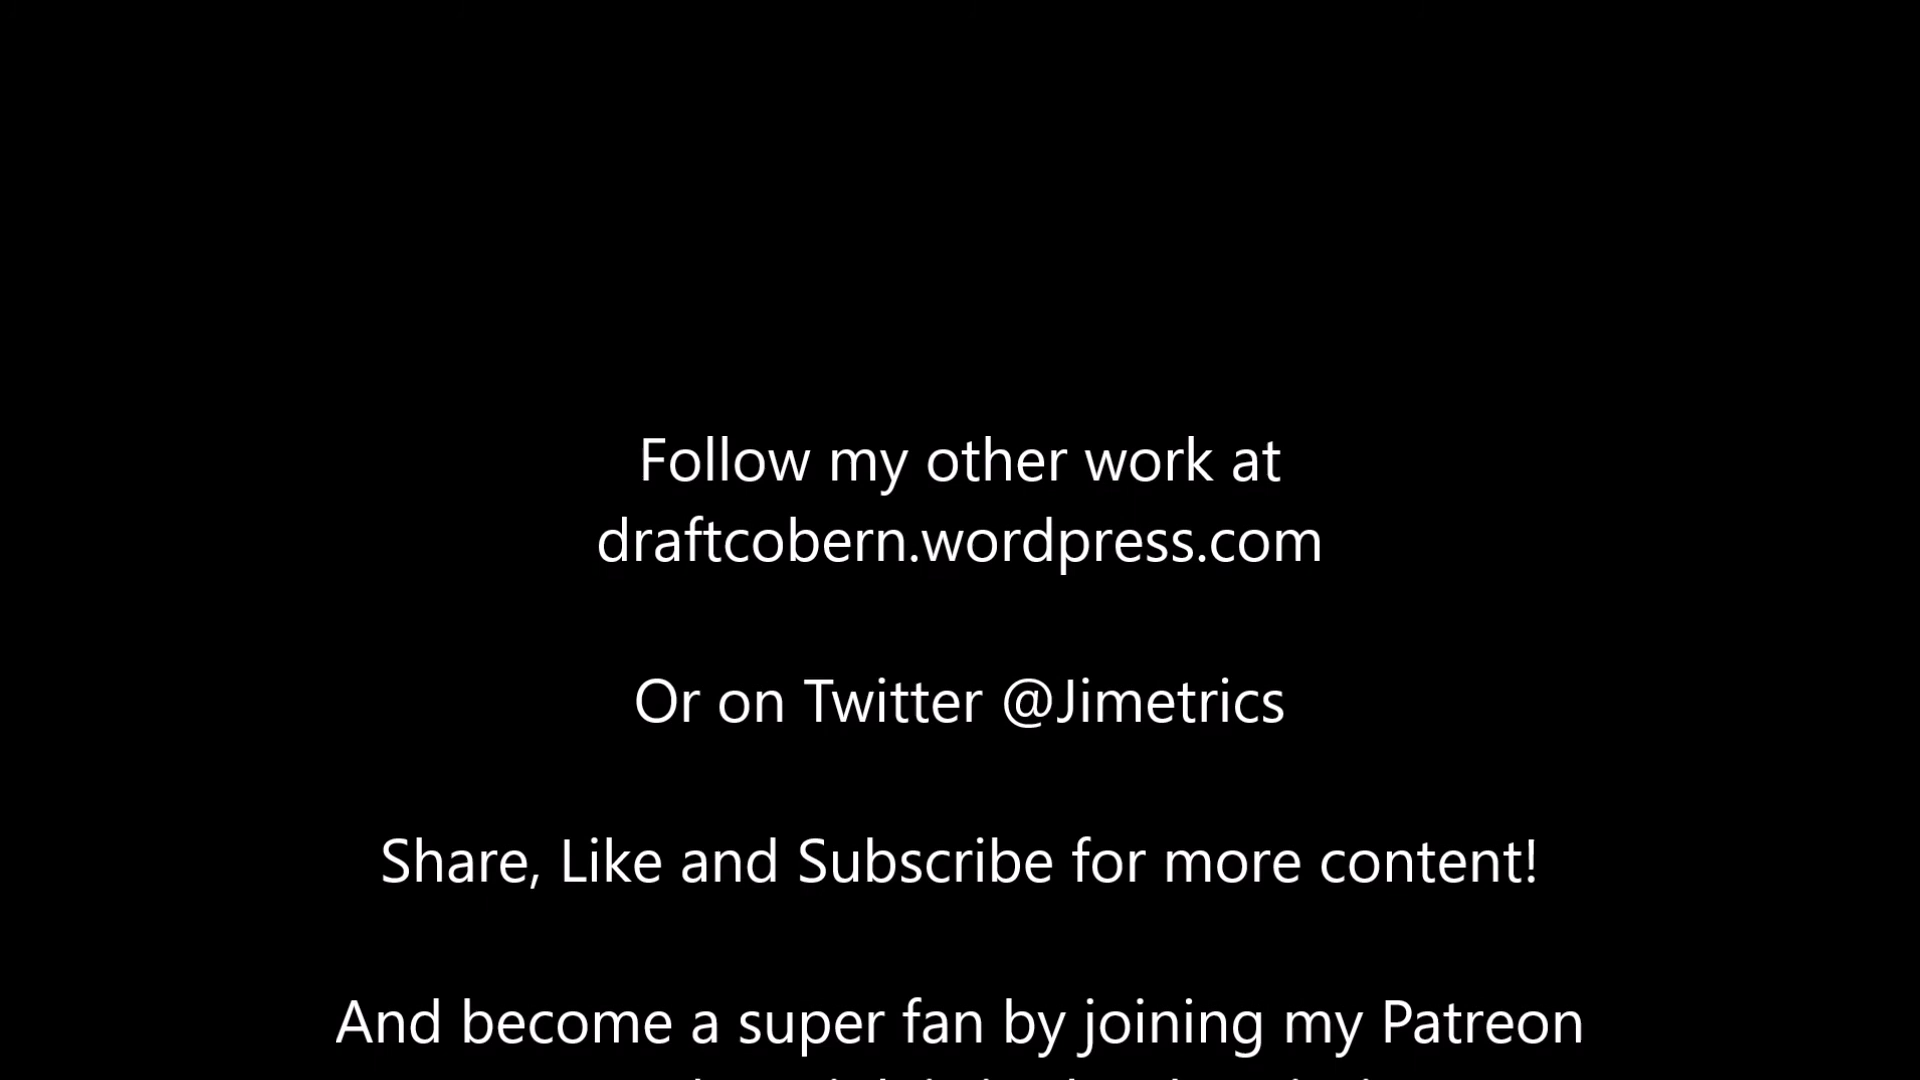 Follow my other work at
draftcobern.wordpress.com
Or on Twitter @Jimetrics
Share, Like and Subscribe for more content!
And become a super fan by joining my Patreon